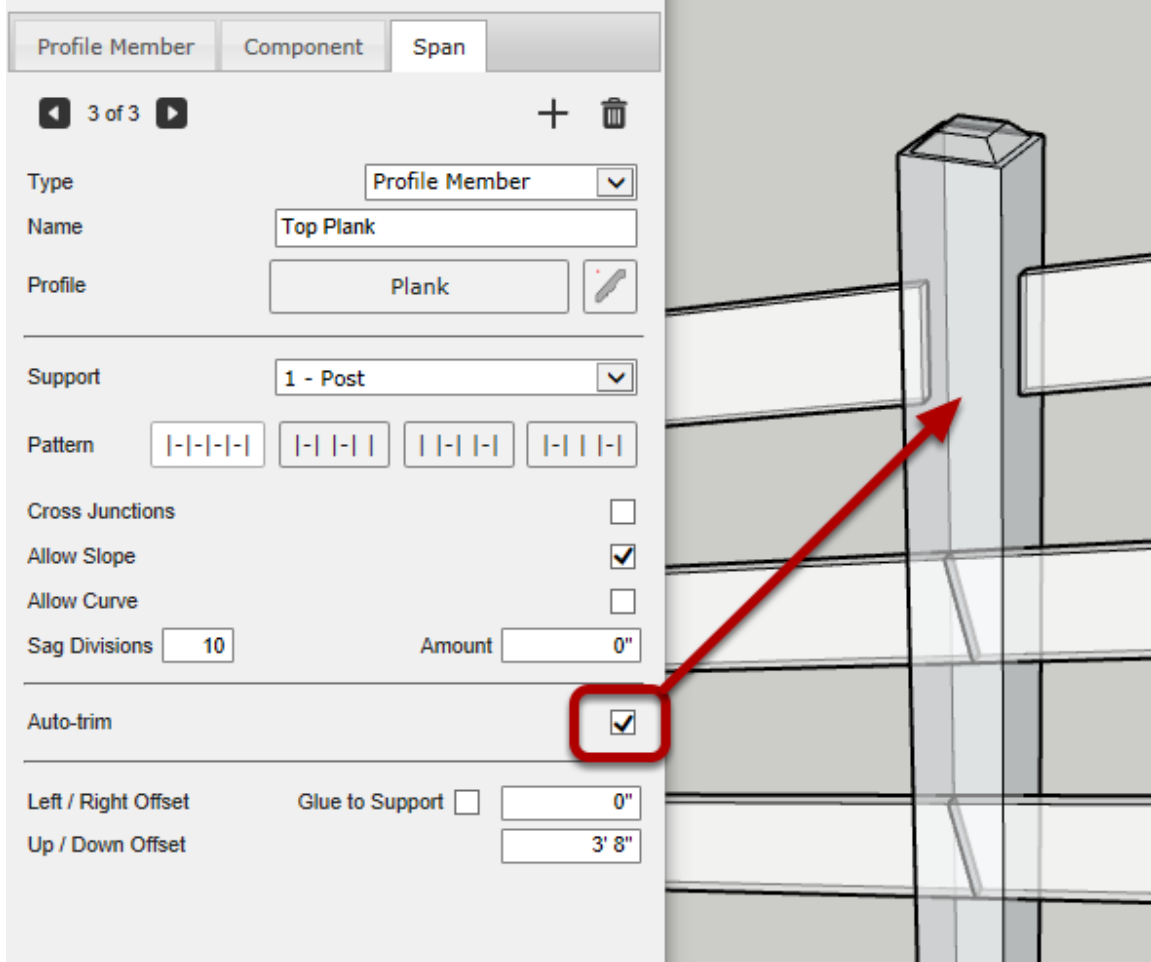 Profile Member Component Span
3 of 3
Type Profile Member
Name Top Plank
Profile Plank
Support 1 - Post
Pattern |-|-|-|-| |-| |-| | | |-| |-| |-| | |-|
Cross Junctions
Allow Slope
Allow Curve
Sag Divisions 10 Amount 0"
Auto-trim
Left / Right Offset Glue to Support 0"
Up / Down Offset 3' 8"